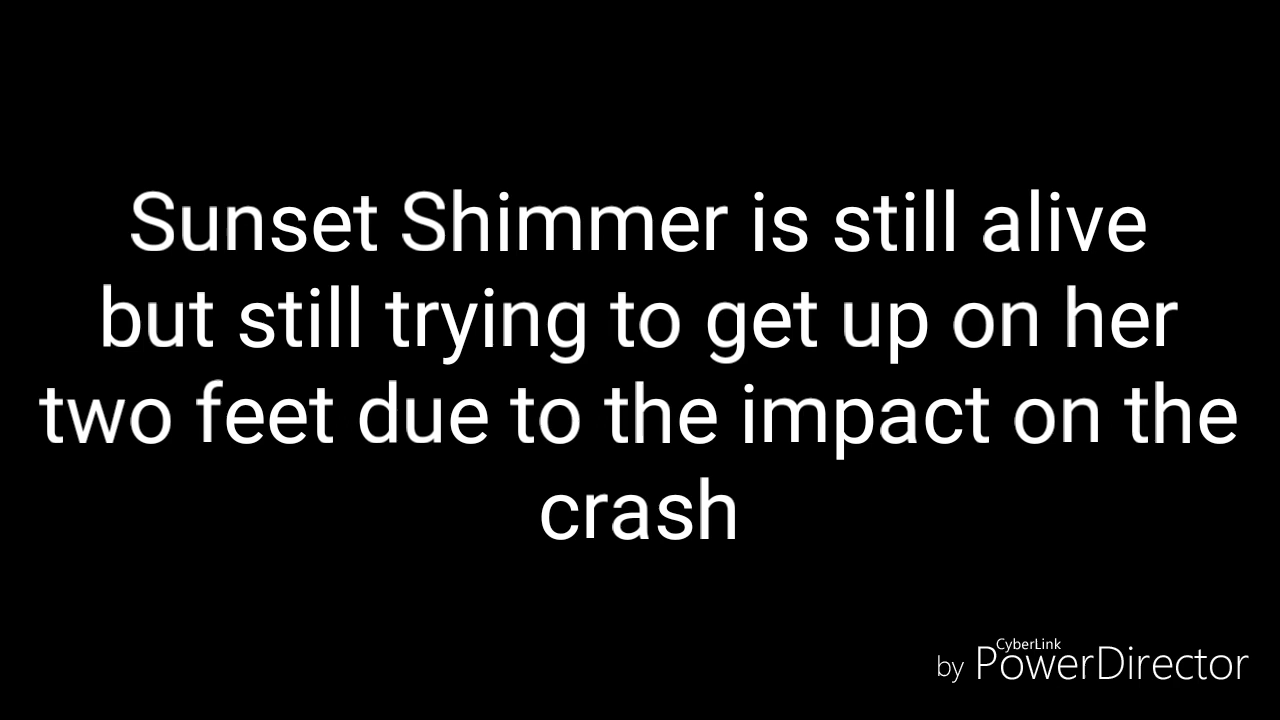 Sunset Shimmer is still alive
but still trying to get up on her
two feet due to the impact on the
crash
CyberLink
by PowerDirector